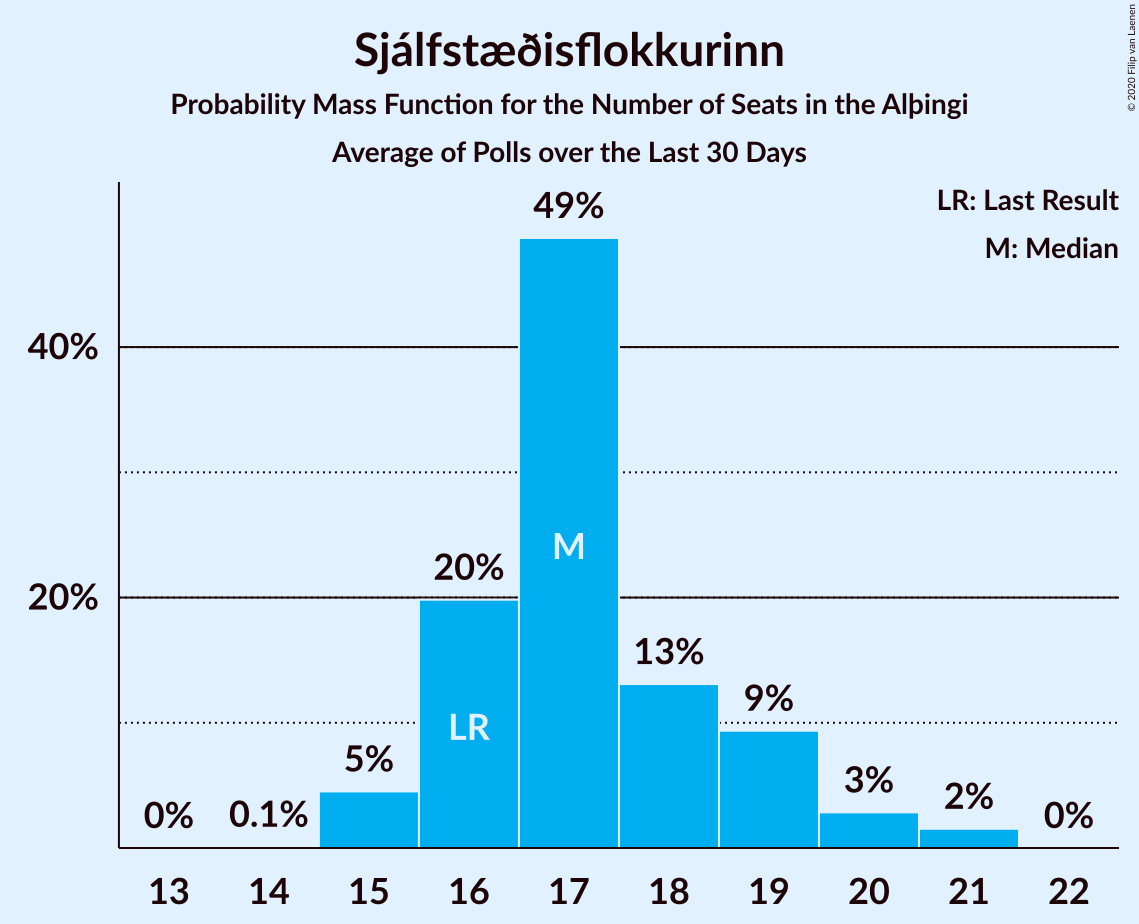 Sjálfstæðisflokkurinn
Probability Mass Function for the Number of Seats in the Alþingi
Average of Polls over the Last 30 Days
© 2020 Filip van Laenen
LR: Last Result
M: Median
49%
40%
20%
M
20%
13%
LR
9%
5%
3%
2%
0%
0.1%
0%
13 14 15 16 17 18 19 20 21 22